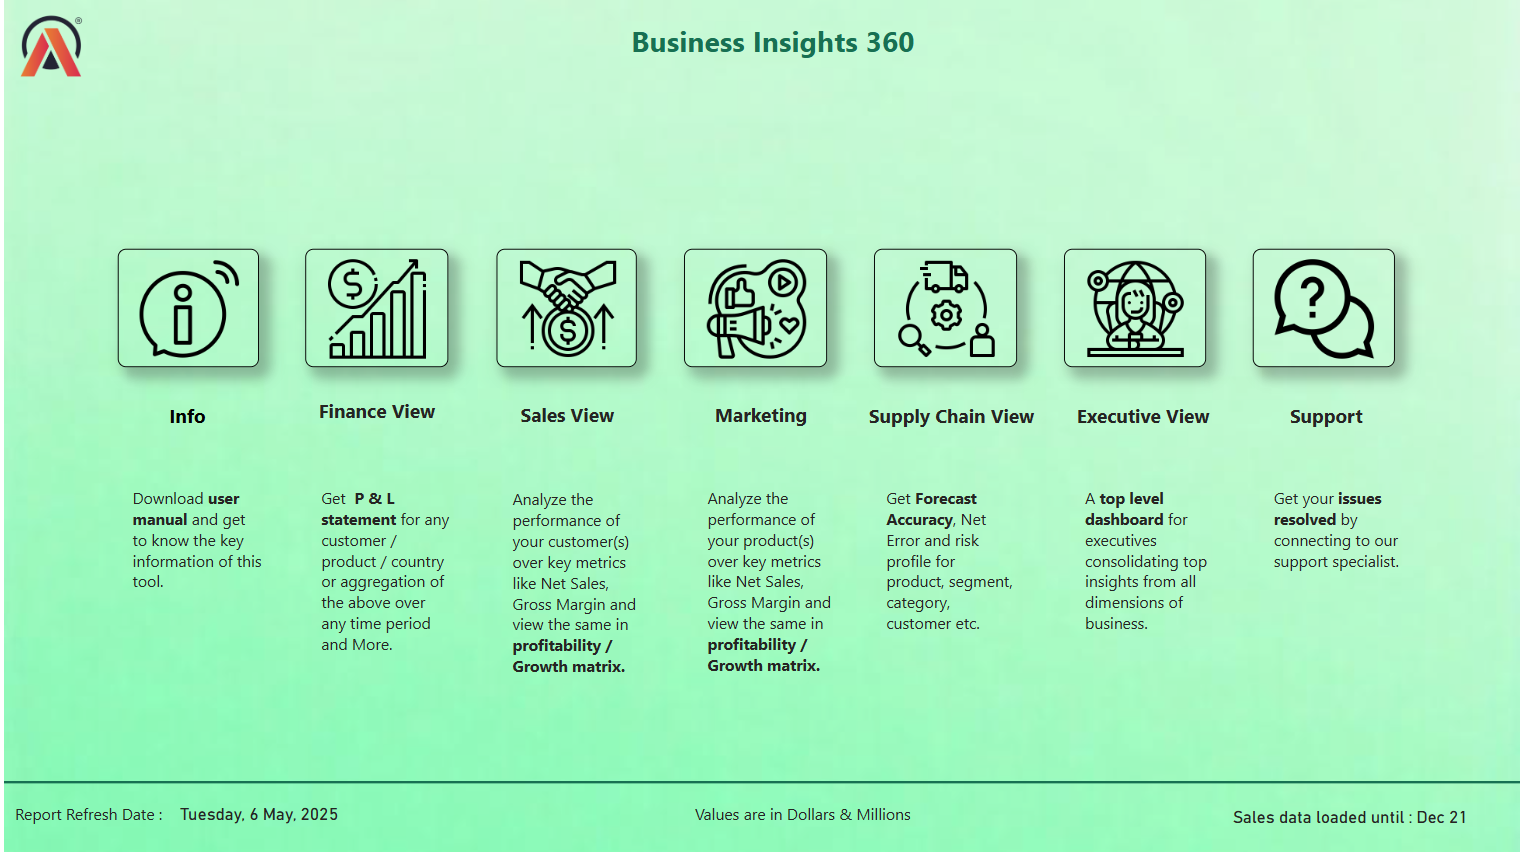 ®
Business Insights 360
Info
Download user
manual and get
to know the key
information of this
tool.
Finance View
Get  P & L
statement for any
customer /
product / country
or aggregation of
the above over
any time period
and More.
Sales View
Analyze the
performance of
your customer(s)
over key metrics
like Net Sales,
Gross Margin and
view the same in
profitability /
Growth matrix.
Marketing
Analyze the
performance of
your product(s)
over key metrics
like Net Sales,
Gross Margin and
view the same in
profitability /
Growth matrix.
Supply Chain View
Get Forecast
Accuracy, Net
Error and risk
profile for
product, segment,
category,
customer etc.
Executive View
A top level
dashboard for
executives
consolidating top
insights from all
dimensions of
business.
Support
Get your issues
resolved by
connecting to our
support specialist.
Report Refresh Date : Tuesday, 6 May, 2025
Values are in Dollars & Millions
Sales data loaded until : Dec 21